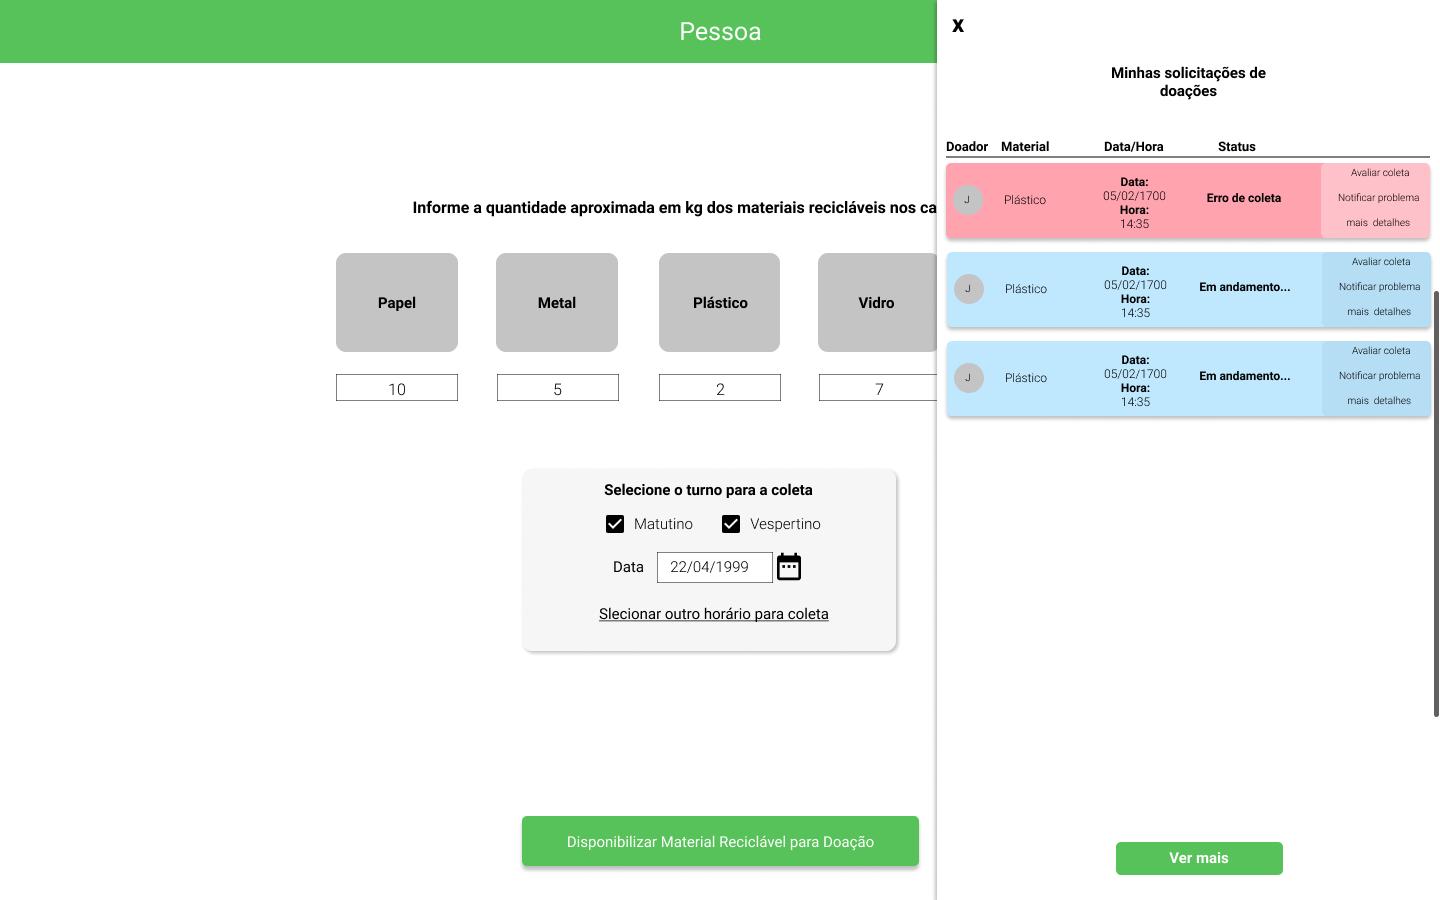 Pessoa
Informe a quantidade aproximada em kg dos materiais recicláveis nos ca
Papel
Metal
Plástico
Vidro
10
5
2
7
Selecione o turno para a coleta
Matutino
Vespertino
Data
22/04/1999
Slecionar outro horário para coleta
Disponibilizar Material Reciclável para Doação
X
Minhas solicitações de
doações
Doador
Material
Data/Hora
Status
J
Plástico
Data:
05/02/1700
Hora:
14:35
Erro de coleta
Avaliar coleta
Notificar problema
mais detalhes
J
Plástico
Data:
05/02/1700
Hora:
14:35
Em andamento...
Avaliar coleta
Notificar problema
mais detalhes
J
Plástico
Data:
05/02/1700
Hora:
14:35
Em andamento...
Avaliar coleta
Notificar problema
mais detalhes
Ver mais